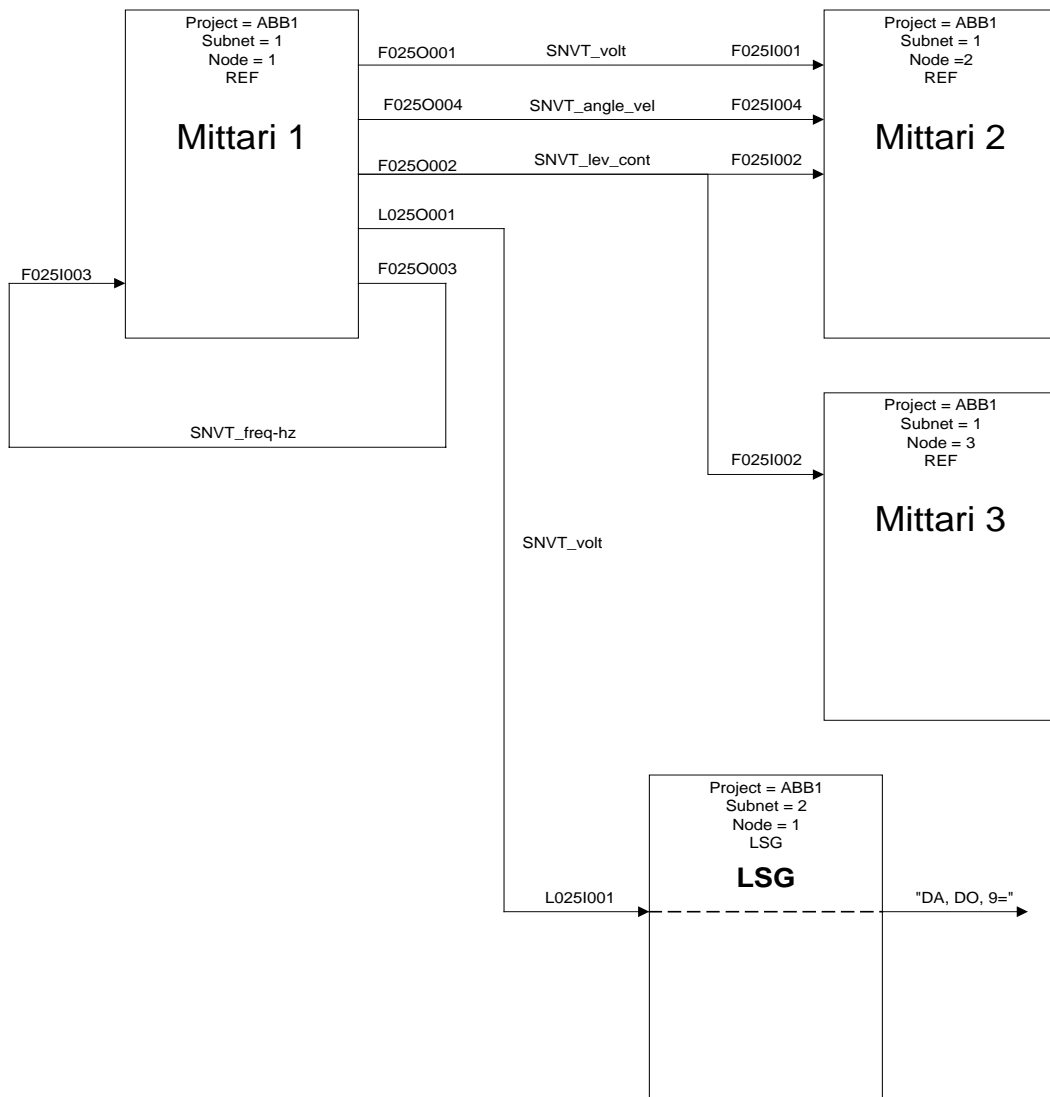 Project = ABB1
Subnet = 1
Node = 1
REF
Mittari 1
F025O001
SNVT_volt
F025I001
F025O004
SNVT_angle_vel
F025I004
F025O002
SNVT_lev_cont
F025I002
L025O001
F025O003
F025I003
SNVT_freq-hz
Project = ABB1
Subnet = 1
Node =2
REF
Mittari 2
Project = ABB1
Subnet = 1
Node = 3
REF
F025I002
Mittari 3
SNVT_volt
Project = ABB1
Subnet = 2
Node = 1
LSG
LSG
L025I001
"DA, DO, 9="